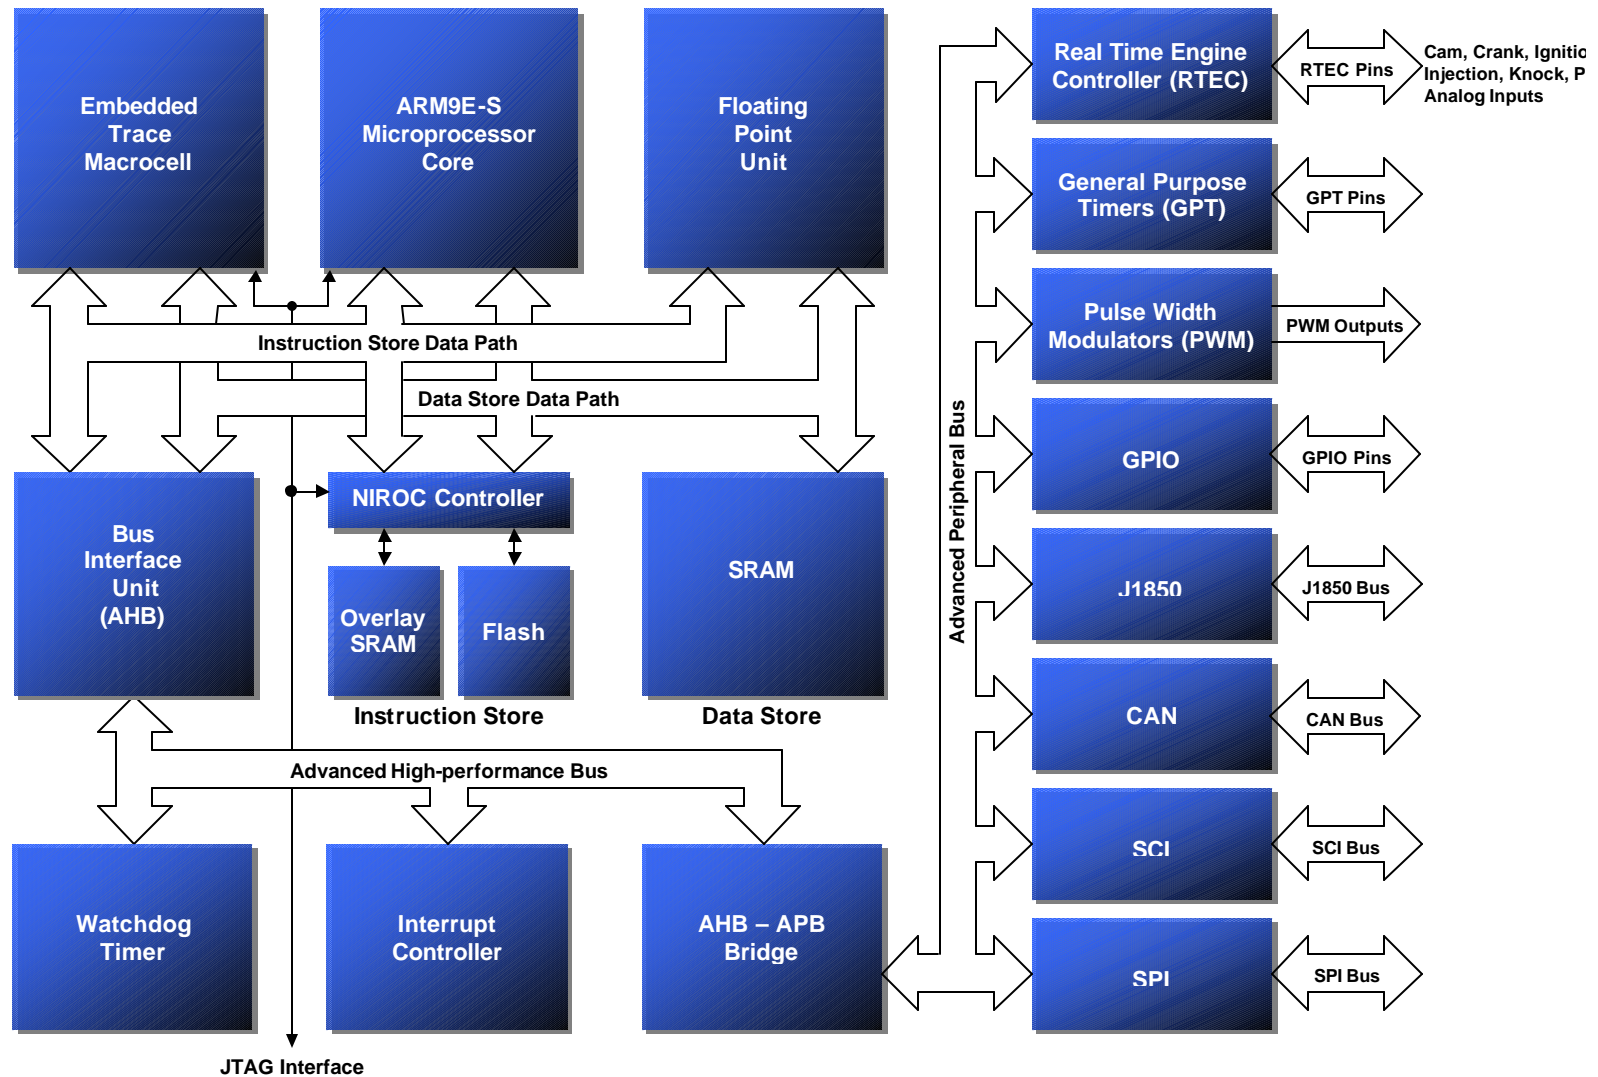 Embedded
Trace
Macrocell
ARM9E-S
Microprocessor
Core
Floating
Point
Unit
Instruction Store Data Path
Data Store Data Path
Bus
Interface
Unit
(AHB)
NIROC Controller
Overlay
SRAM
Flash
Instruction Store
SRAM
Data Store
Advanced High-performance Bus
Watchdog
Timer
Interrupt
Controller
AHB – APB
Bridge
JTAG Interface
Advanced Peripheral Bus
Real Time Engine
Controller (RTEC)
RTEC Pins
Cam, Crank, Ignitio
Injection, Knock, P
Analog Inputs
General Purpose
Timers (GPT)
GPT Pins
Pulse Width
Modulators (PWM)
PWM Outputs
GPIO
GPIO Pins
J1850
J1850 Bus
CAN
CAN Bus
SCI
SCI Bus
SPI
SPI Bus